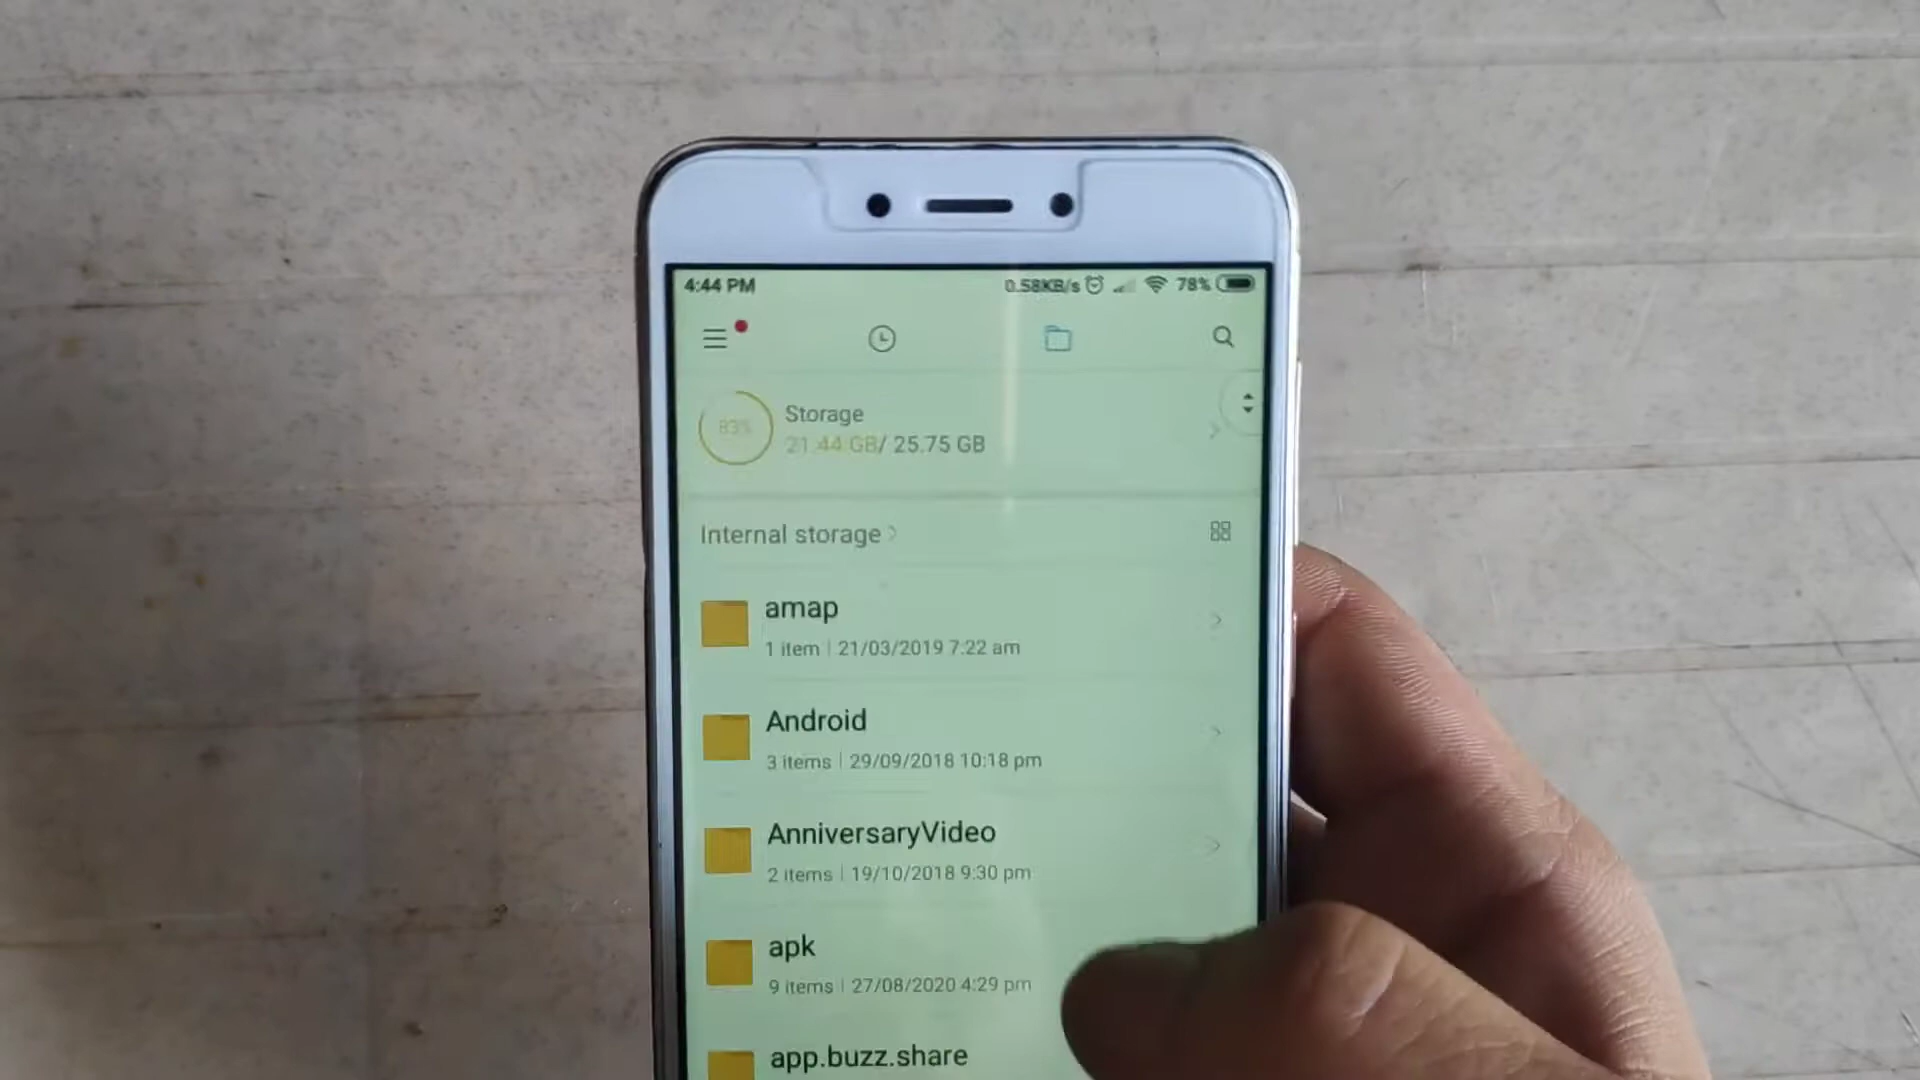 4:44 PM 0.58KB/s 78%
83%
Storage
21.44 GB/ 25.75 GB
Internal storage
amap
1 item | 21/03/2019 7:22 am
Android
3 items | 29/09/2018 10:18 pm
AnniversaryVideo
2 items | 19/10/2018 9:30 pm
apk
9 items | 27/08/2020 4:29 pm
app.buzz.share